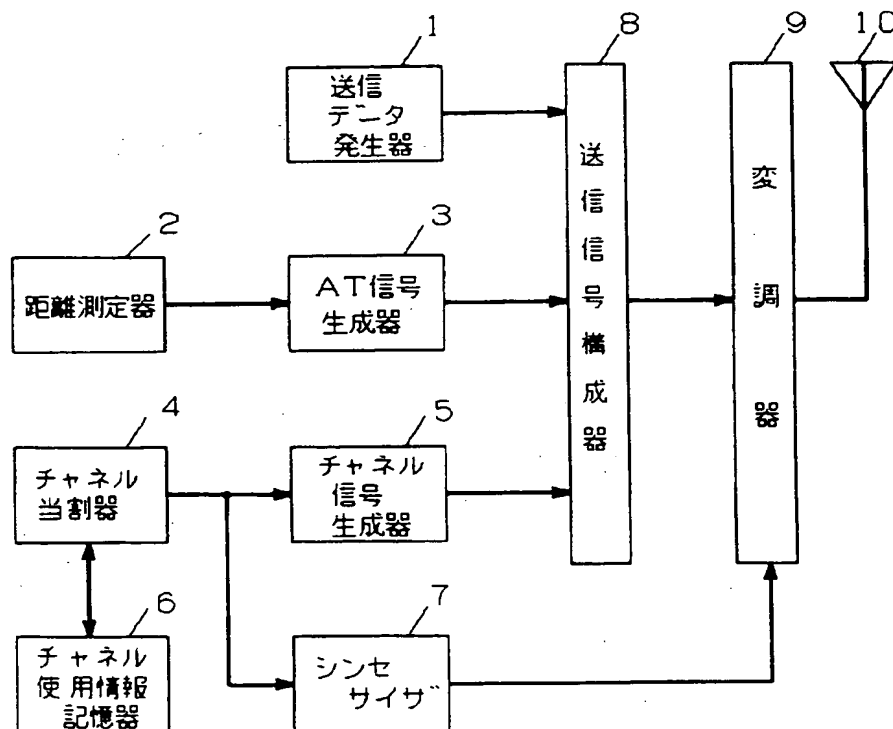 1
送信
データ
発生器
8
送信信号構成器
9
変調器
10
2
距離測定器
3
AT信号
生成器
4
チャネル
当割器
5
チャネル
信号
生成器
6
チャネル
使用情報
記憶器
7
シンセ
サイザ